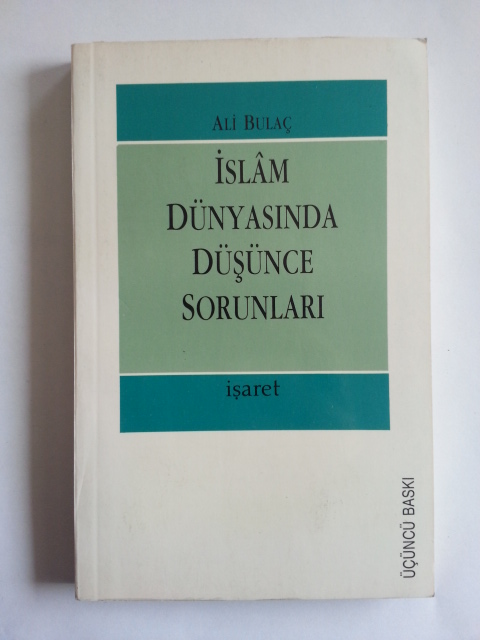 ALİ BULAÇ
İSLÂM
DÜNYASINDA
DÜŞÜNCE
SORUNLARI
işaret
ÜÇÜNCÜ BASKI